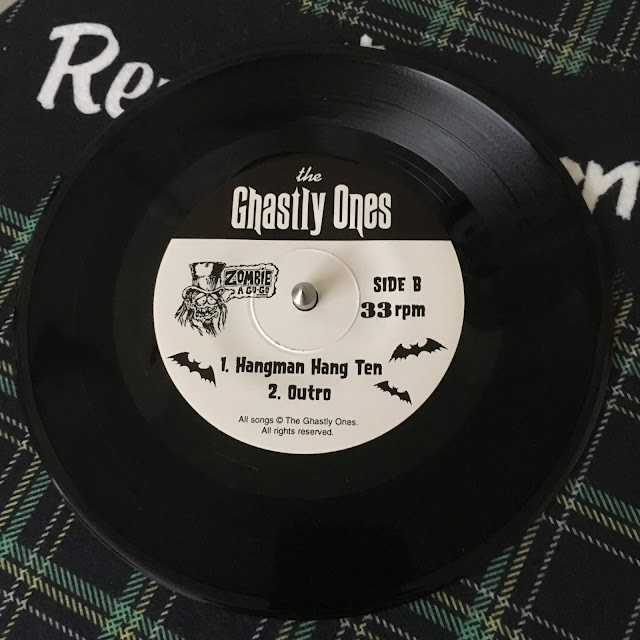 the
Ghastly Ones
ZOMBIE
A GO-GO
SIDE B
33 rpm
1. Hangman Hang Ten
2. Outro
All songs © The Ghastly Ones.
All rights reserved.